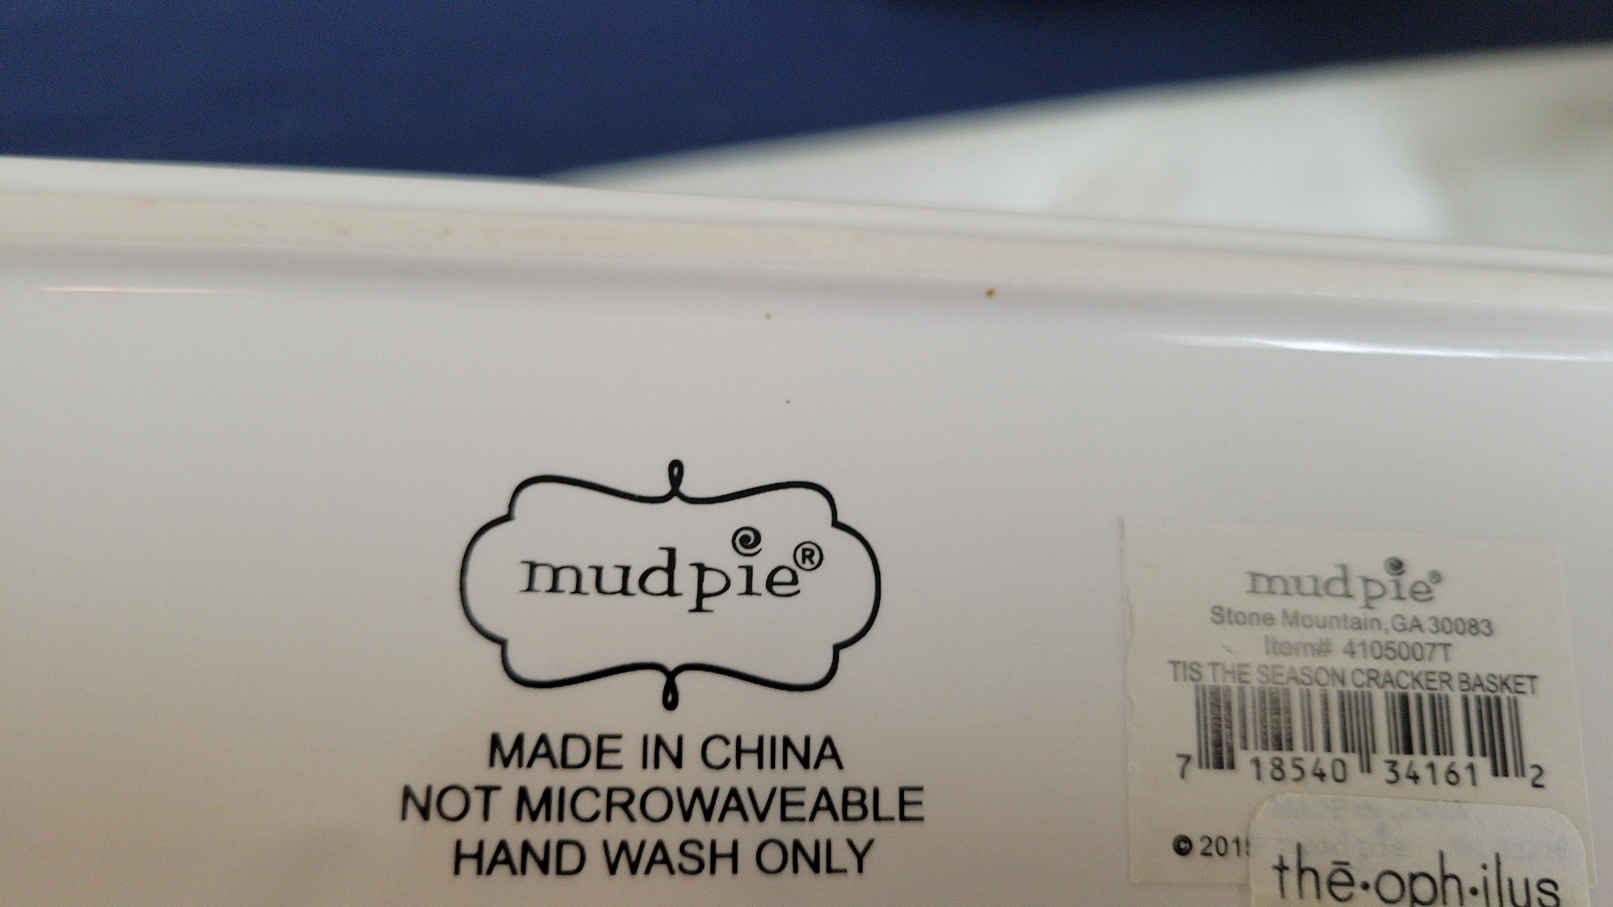 mudpie®
MADE IN CHINA
NOT MICROWAVEABLE
HAND WASH ONLY
mudpie®
Stone Mountain, GA 30083
Item# 4105007T
TIS THE SEASON CRACKER BASKET
7 18540 34161 2
© 201
thē·oph·ilus